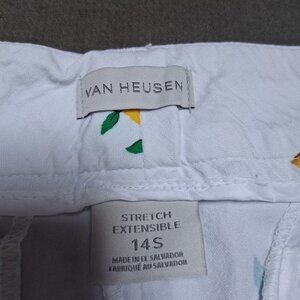 VAN HEUSEN
STRETCH
EXTENSIBLE
14S
MADE IN EL SALVADOR
FABRIQUÉ AU SALVADOR